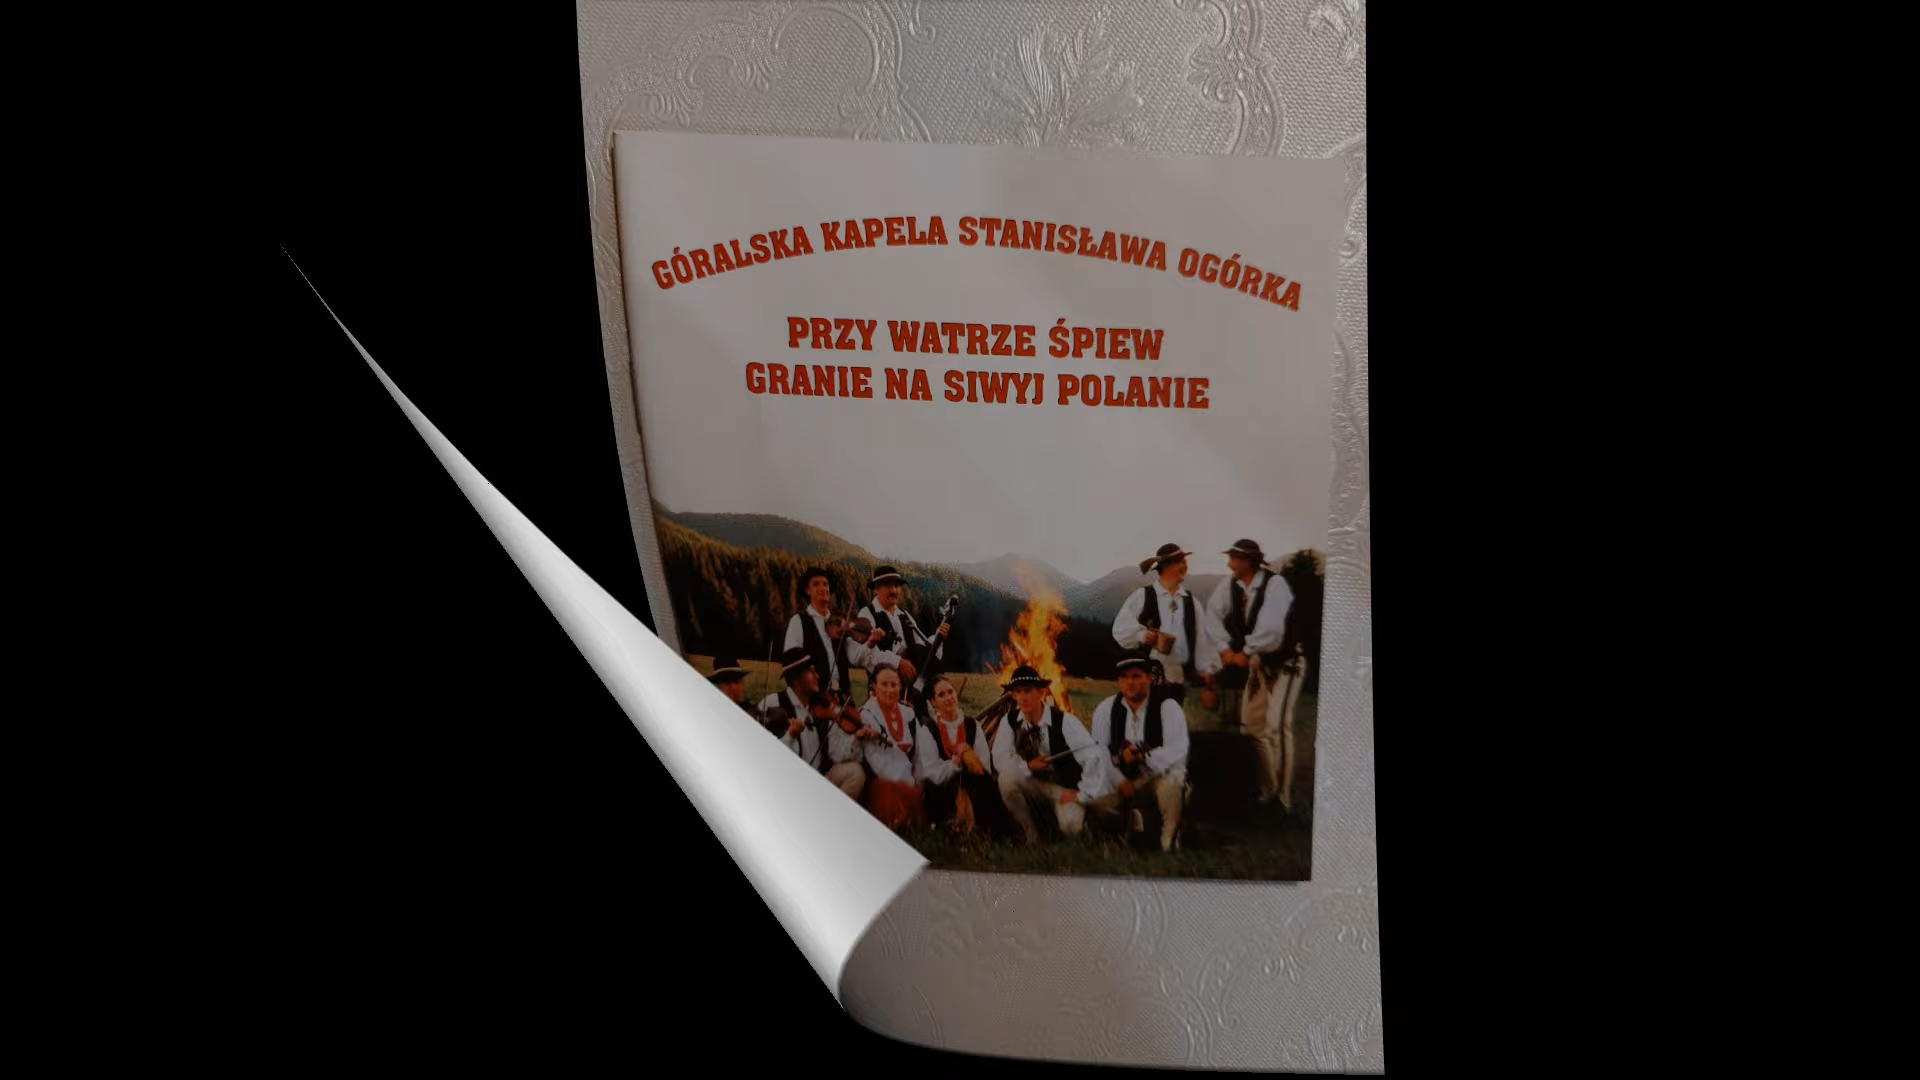 GÓRALSKA KAPELA STANISŁAWA OGÓRKA
PRZY WATRZE ŚPIEW
GRANIE NA SIWYJ POLANIE